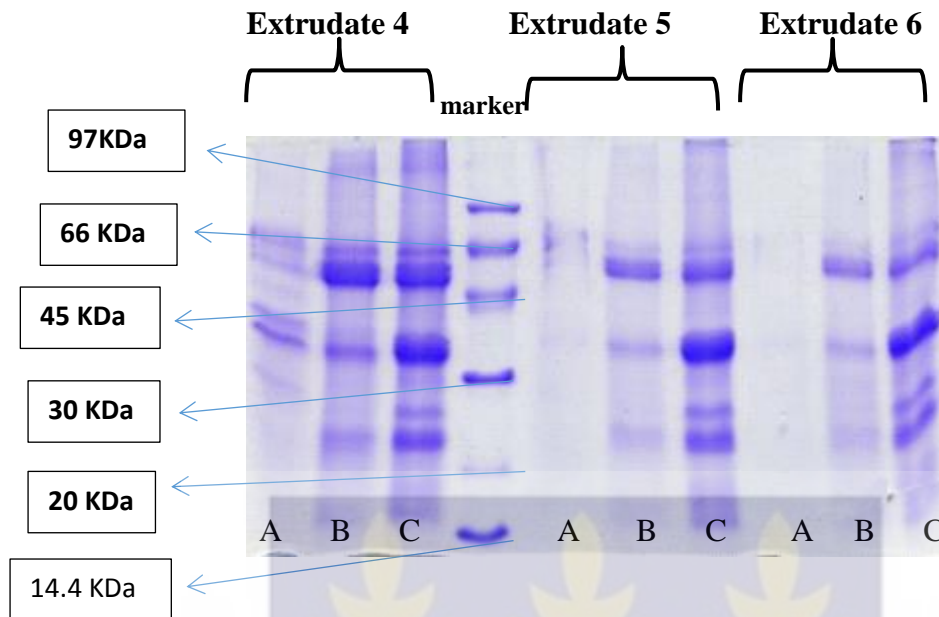 Extrudate 4 Extrudate 5 Extrudate 6
marker
97KDa
66 KDa
45 KDa
30 KDa
20 KDa
14.4 KDa
A B C A B C A B C